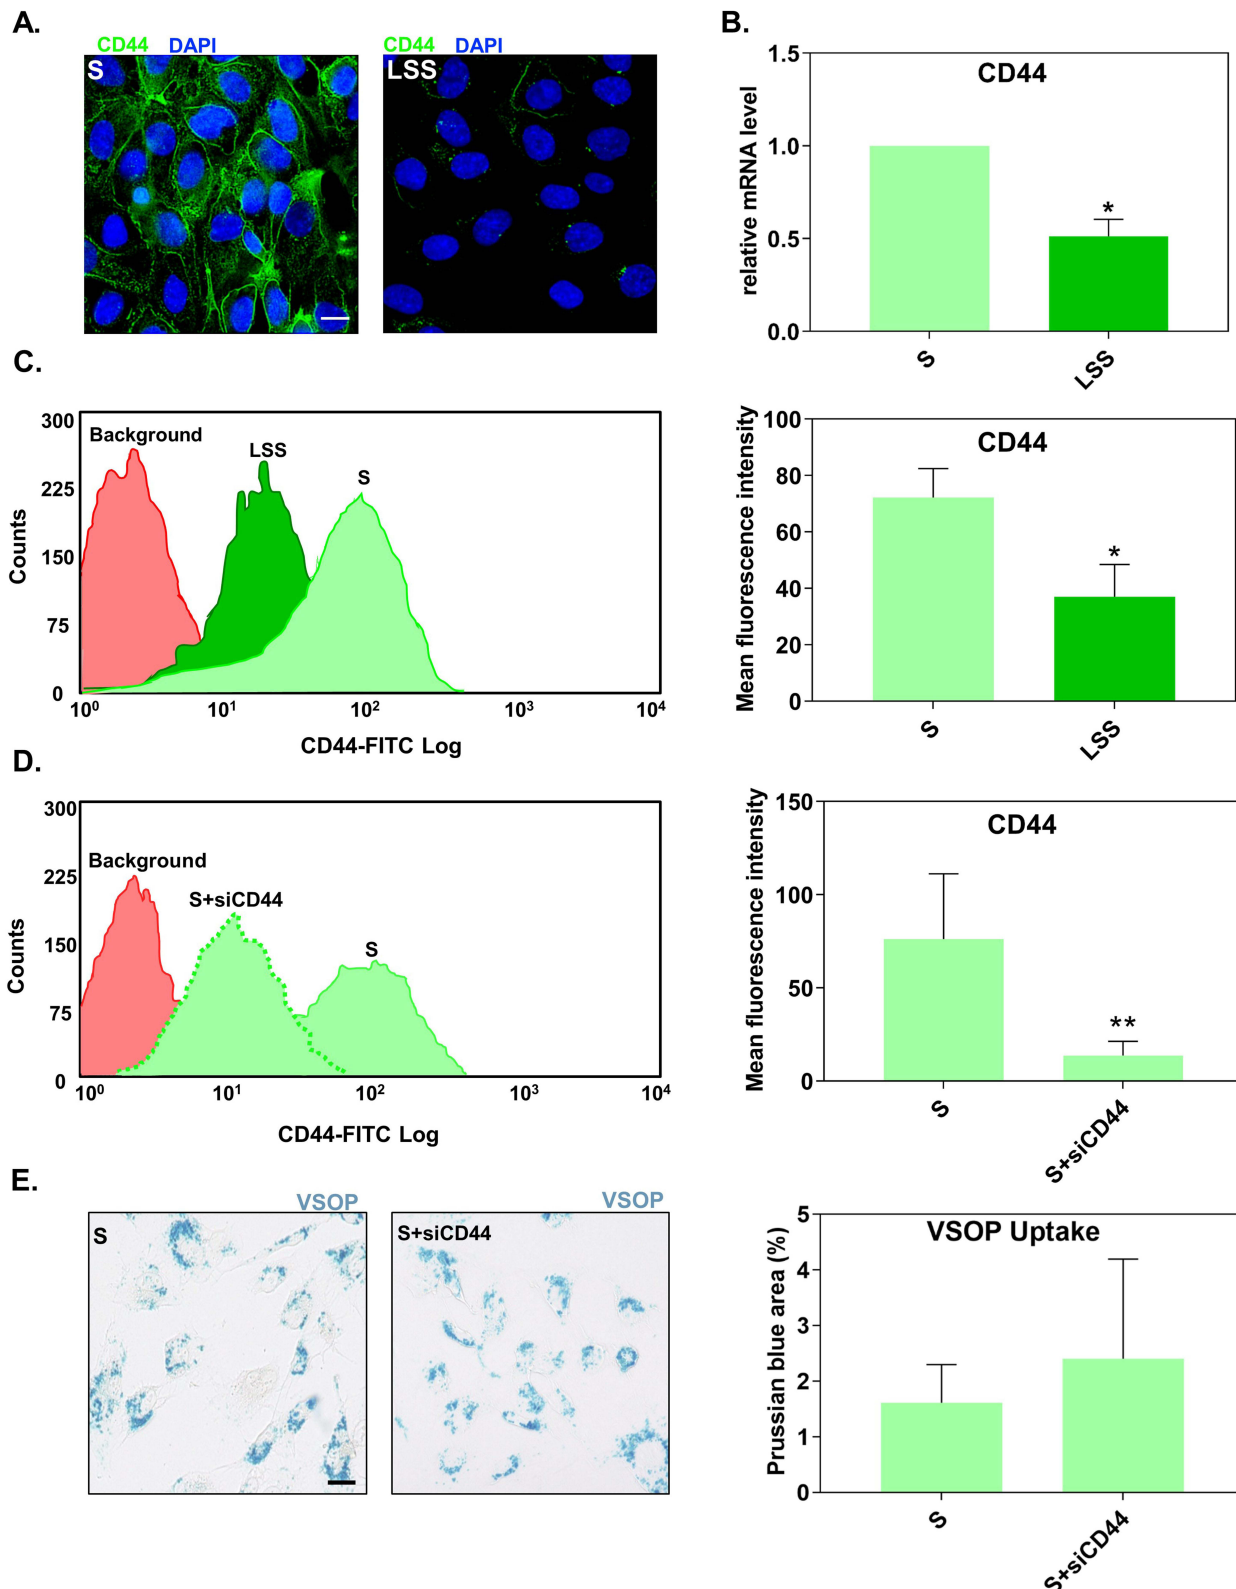 A.
CD44 DAPI
S
CD44 DAPI
LSS
B.
CD44
relative mRNA level
1.5
1.0
0.5
0.0
*
S
LSS
C.
Counts
300
225
150
75
0
Background
LSS
S
10⁰ 10¹ 10² 10³ 10⁴
CD44-FITC Log
CD44
Mean fluorescence intensity
100
80
60
40
20
0
*
S
LSS
D.
Counts
300
225
150
75
0
Background
S+siCD44
S
10⁰ 10¹ 10² 10³ 10⁴
CD44-FITC Log
CD44
Mean fluorescence intensity
150
100
50
0
**
S
S+siCD44
E.
VSOP
S
VSOP
S+siCD44
VSOP Uptake
Prussian blue area (%)
5
4
3
2
1
0
S
S+siCD44